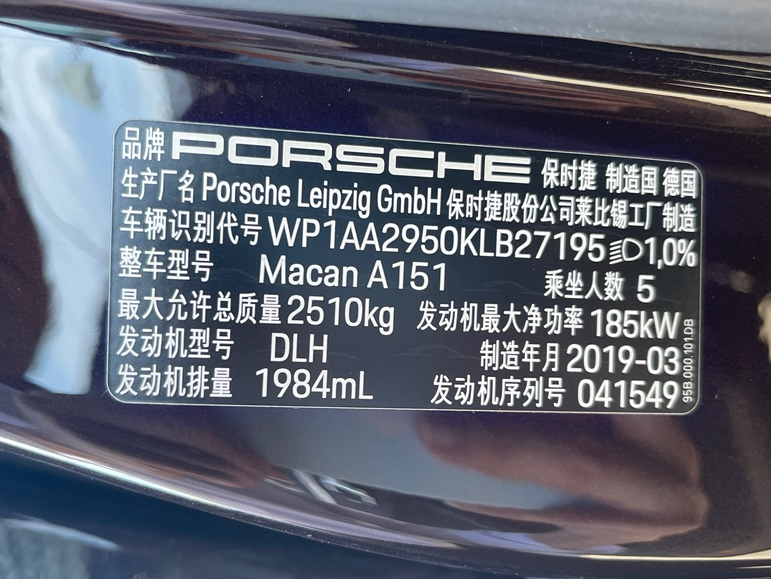 品牌 PORSCHE 保时捷 制造国 德国
生产厂名 Porsche Leipzig GmbH 保时捷股份公司莱比锡工厂制造
车辆识别代号 WP1AA2950KLB27195 1,0%
整车型号 Macan A151 乘坐人数 5
最大允许总质量 2510kg 发动机最大净功率 185kW
发动机型号 DLH 制造年月 2019-03
发动机排量 1984mL 发动机序列号 041549
95B.000.101.DB